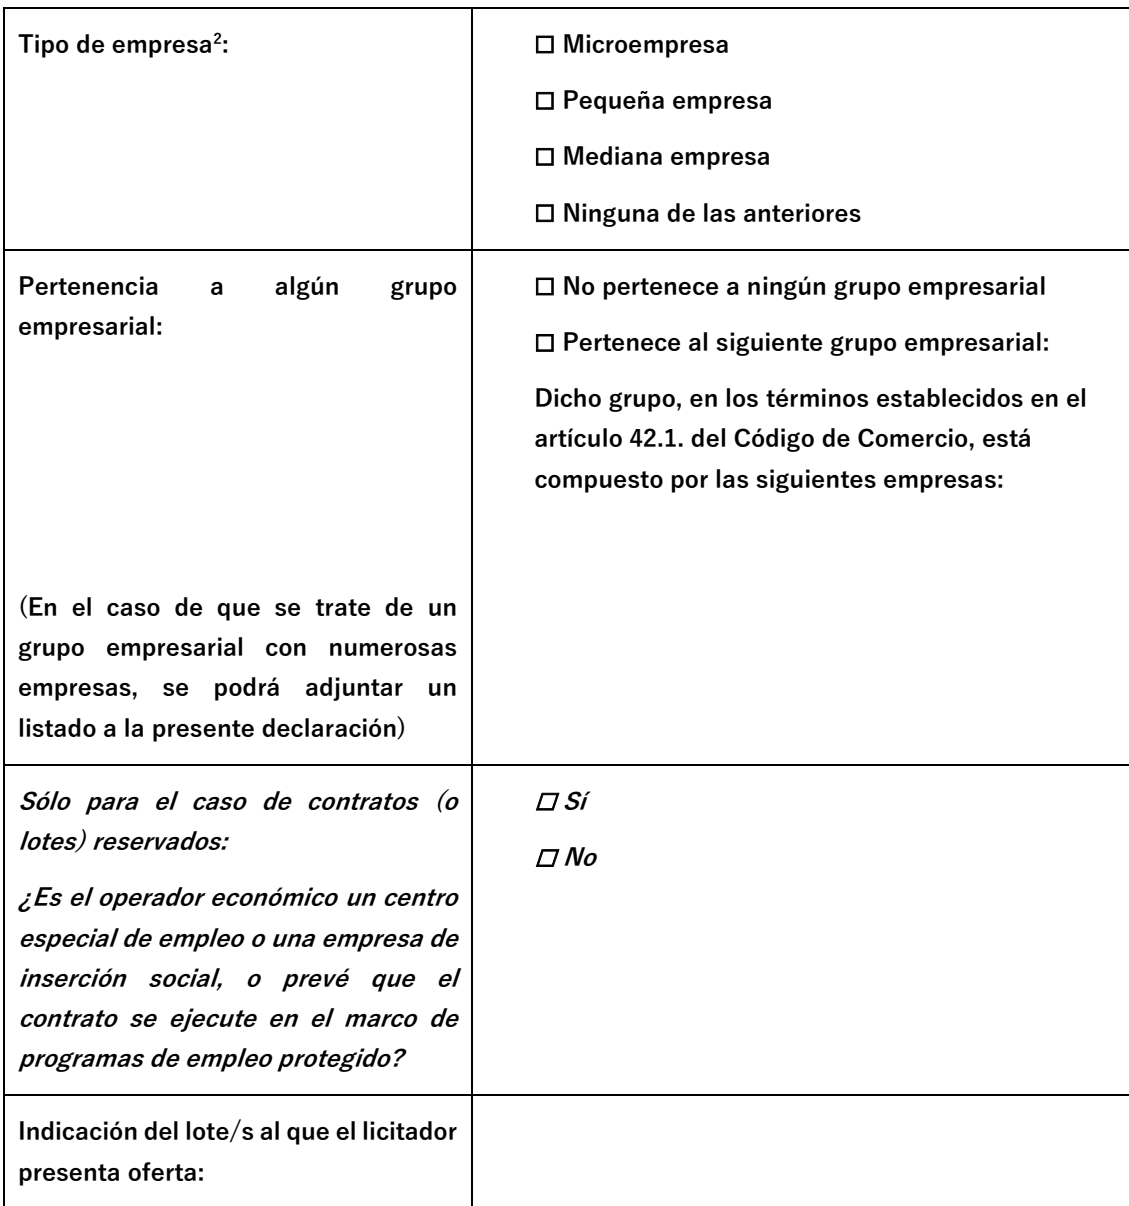 Tipo de empresa²:
☐ Microempresa
☐ Pequeña empresa
☐ Mediana empresa
☐ Ninguna de las anteriores
Pertenencia a algún grupo
empresarial:
(En el caso de que se trate de un
grupo empresarial con numerosas
empresas, se podrá adjuntar un
listado a la presente declaración)
☐ No pertenece a ningún grupo empresarial
☐ Pertenece al siguiente grupo empresarial:
Dicho grupo, en los términos establecidos en el
artículo 42.1. del Código de Comercio, está
compuesto por las siguientes empresas:
Sólo para el caso de contratos (o
lotes) reservados:
¿Es el operador económico un centro
especial de empleo o una empresa de
inserción social, o prevé que el
contrato se ejecute en el marco de
programas de empleo protegido?
☐ Sí
☐ No
Indicación del lote/s al que el licitador
presenta oferta: